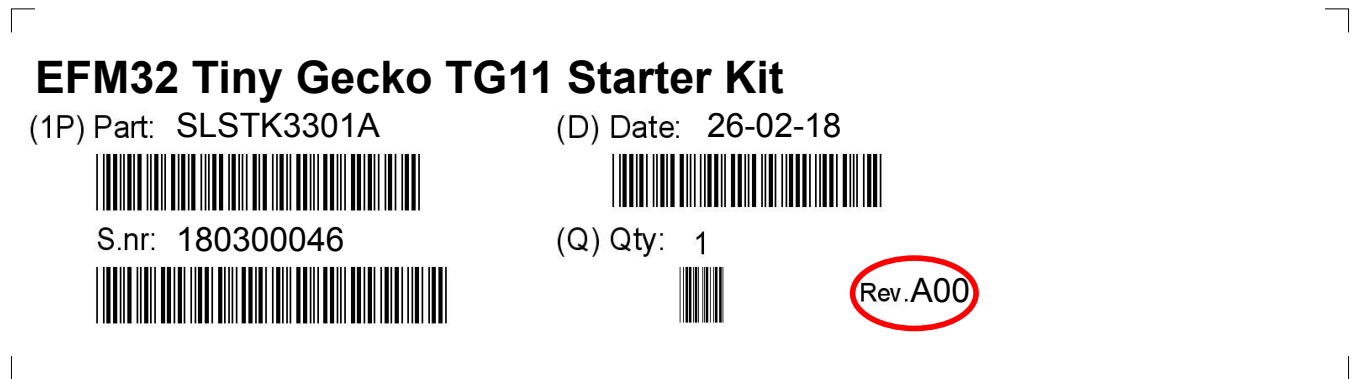 EFM32 Tiny Gecko TG11 Starter Kit
(1P) Part: SLSTK3301A (D) Date: 26-02-18
S.nr: 180300046 (Q) Qty: 1
Rev.A00